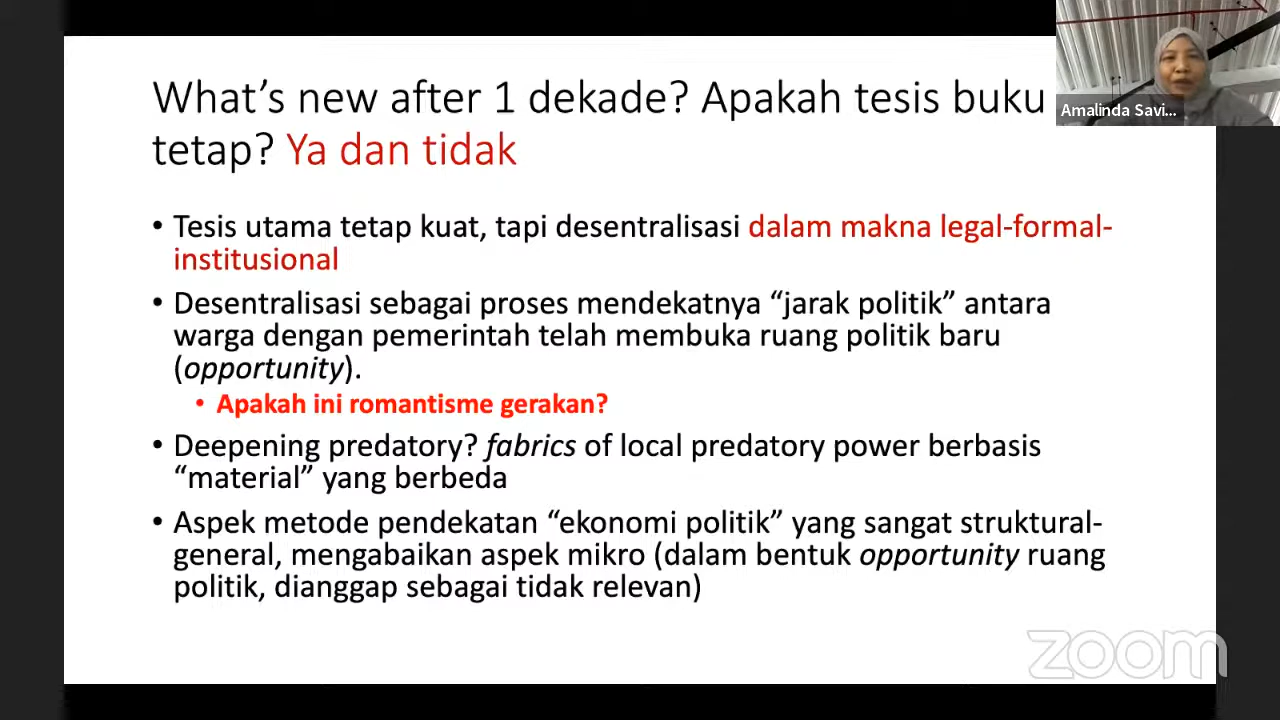 What's new after 1 dekade? Apakah tesis buku
tetap? Ya dan tidak
Amalinda Savi...
• Tesis utama tetap kuat, tapi desentralisasi dalam makna legal-formal-
institusional
• Desentralisasi sebagai proses mendekatnya “jarak politik” antara
warga dengan pemerintah telah membuka ruang politik baru
(opportunity).
• Apakah ini romantisme gerakan?
• Deepening predatory? fabrics of local predatory power berbasis
“material” yang berbeda
• Aspek metode pendekatan “ekonomi politik” yang sangat struktural-
general, mengabaikan aspek mikro (dalam bentuk opportunity ruang
politik, dianggap sebagai tidak relevan)
zoom